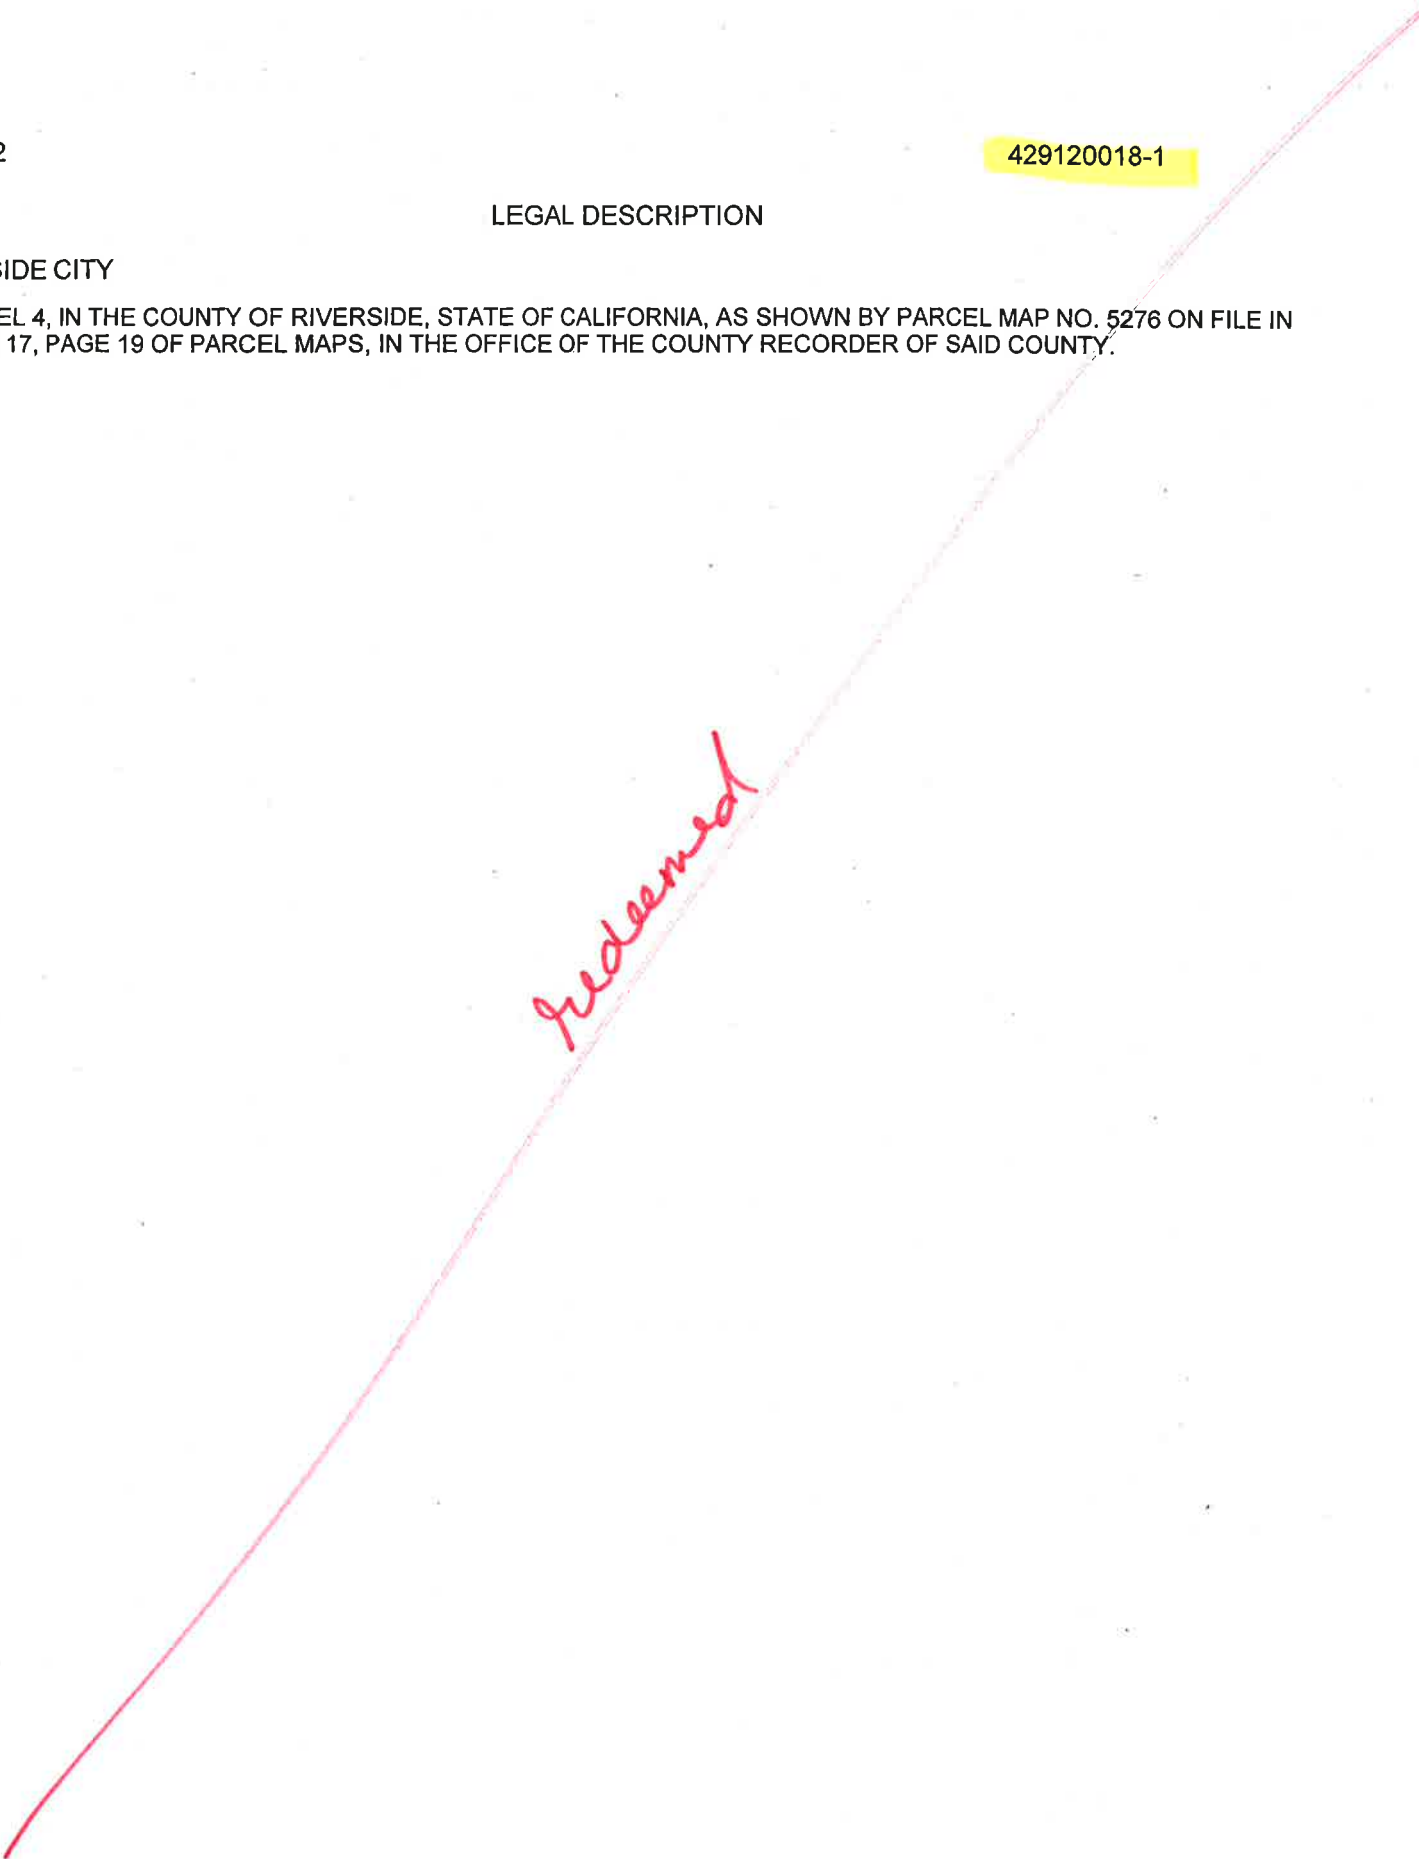 2
429120018-1
LEGAL DESCRIPTION
SIDE CITY
EL 4, IN THE COUNTY OF RIVERSIDE, STATE OF CALIFORNIA, AS SHOWN BY PARCEL MAP NO. 5276 ON FILE IN
17, PAGE 19 OF PARCEL MAPS, IN THE OFFICE OF THE COUNTY RECORDER OF SAID COUNTY.
redeemed